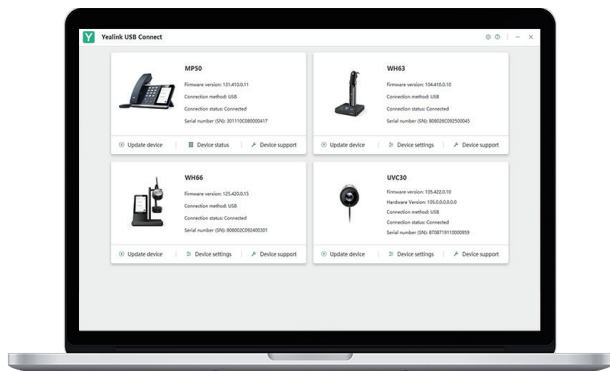 Y Yealink USB Connect
MP50
Firmware version: 131.410.0.11
Connection method: USB
Connection status: Connected
Serial number (SN): 301110C080000417
Update device
Device status
Device support
WH63
Firmware version: 104.410.0.10
Connection method: USB
Connection status: Connected
Serial number (SN): 808026C092500045
Update device
Device settings
Device support
WH66
Firmware version: 125.420.0.15
Connection method: USB
Connection status: Connected
Serial number (SN): 808002C092400301
Update device
Device settings
Device support
UVC30
Firmware version: 105.422.0.10
Hardware Version: 105.0.0.0.0.0.0
Connection method: USB
Connection status: Connected
Serial number (SN): 8708719110000959
Update device
Device settings
Device support